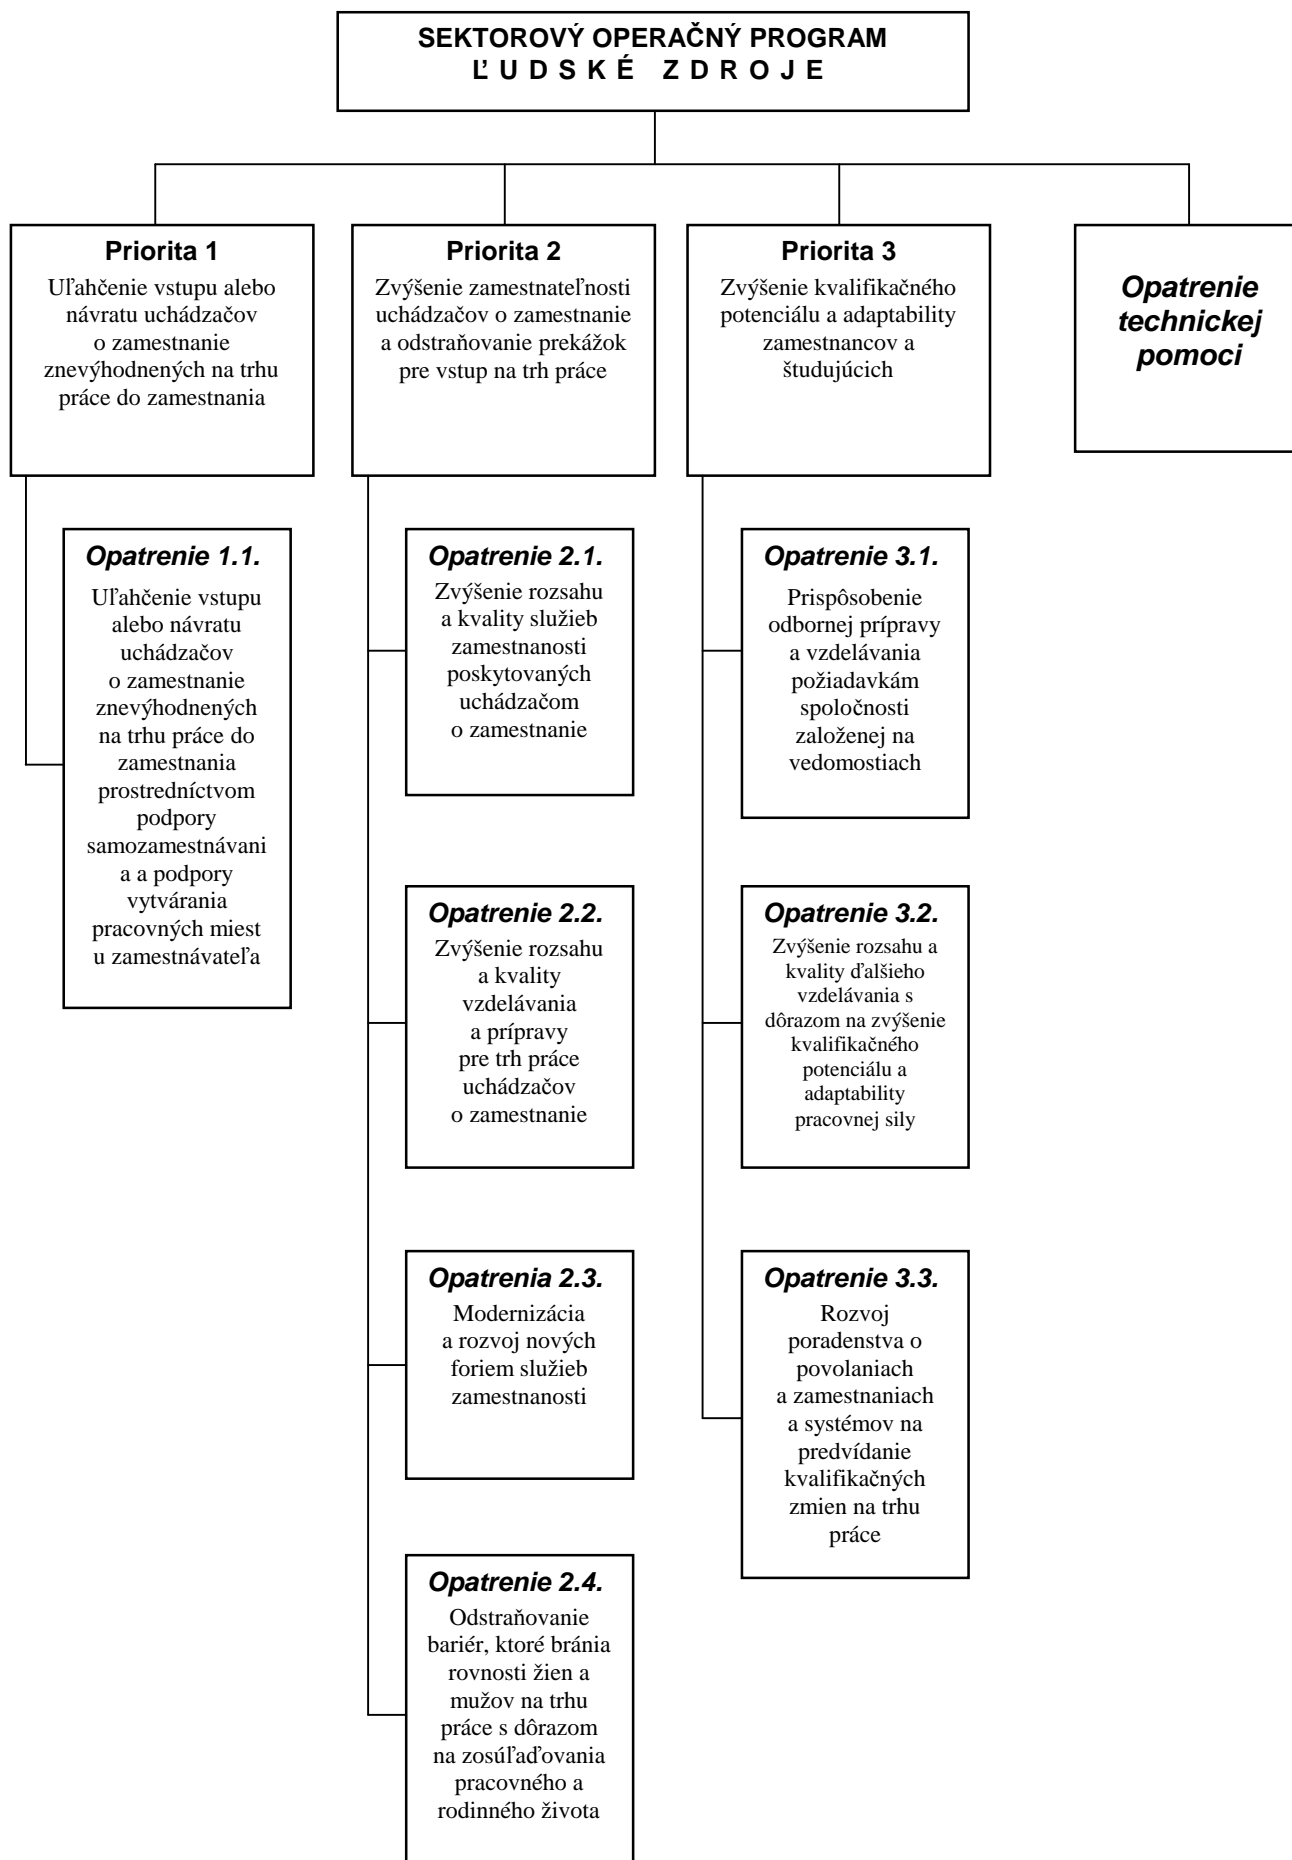 SEKTOROVÝ OPERAČNÝ PROGRAM
ĽUDSKÉ ZDROJE
Priorita 1
Uľahčenie vstupu alebo
návratu uchádzačov
o zamestnanie
znevýhodnených na trhu
práce do zamestnania
Priorita 2
Zvýšenie zamestnateľnosti
uchádzačov o zamestnanie
a odstraňovanie prekážok
pre vstup na trh práce
Priorita 3
Zvýšenie kvalifikačného
potenciálu a adaptability
zamestnancov a
študujúcich
Opatrenie
technickej
pomoci
Opatrenie 1.1.
Uľahčenie vstupu
alebo návratu
uchádzačov
o zamestnanie
znevýhodnených
na trhu práce do
zamestnania
prostredníctvom
podpory
samozamestnávani
a a podpory
vytvárania
pracovných miest
u zamestnávateľa
Opatrenie 2.1.
Zvýšenie rozsahu
a kvality služieb
zamestnanosti
poskytovaných
uchádzačom
o zamestnanie
Opatrenie 2.2.
Zvýšenie rozsahu
a kvality
vzdelávania
a prípravy
pre trh práce
uchádzačov
o zamestnanie
Opatrenia 2.3.
Modernizácia
a rozvoj nových
foriem služieb
zamestnanosti
Opatrenie 2.4.
Odstraňovanie
bariér, ktoré bránia
rovnosti žien a
mužov na trhu
práce s dôrazom
na zosúľaďovania
pracovného a
rodinného života
Opatrenie 3.1.
Prispôsobenie
odbornej prípravy
a vzdelávania
požiadavkám
spoločnosti
založenej na
vedomostiach
Opatrenie 3.2.
Zvýšenie rozsahu a
kvality ďalšieho
vzdelávania s
dôrazom na zvýšenie
kvalifikačného
potenciálu a
adaptability
pracovnej sily
Opatrenie 3.3.
Rozvoj
poradenstva o
povolaniach
a zamestnaniach
a systémov na
predvídanie
kvalifikačných
zmien na trhu
práce